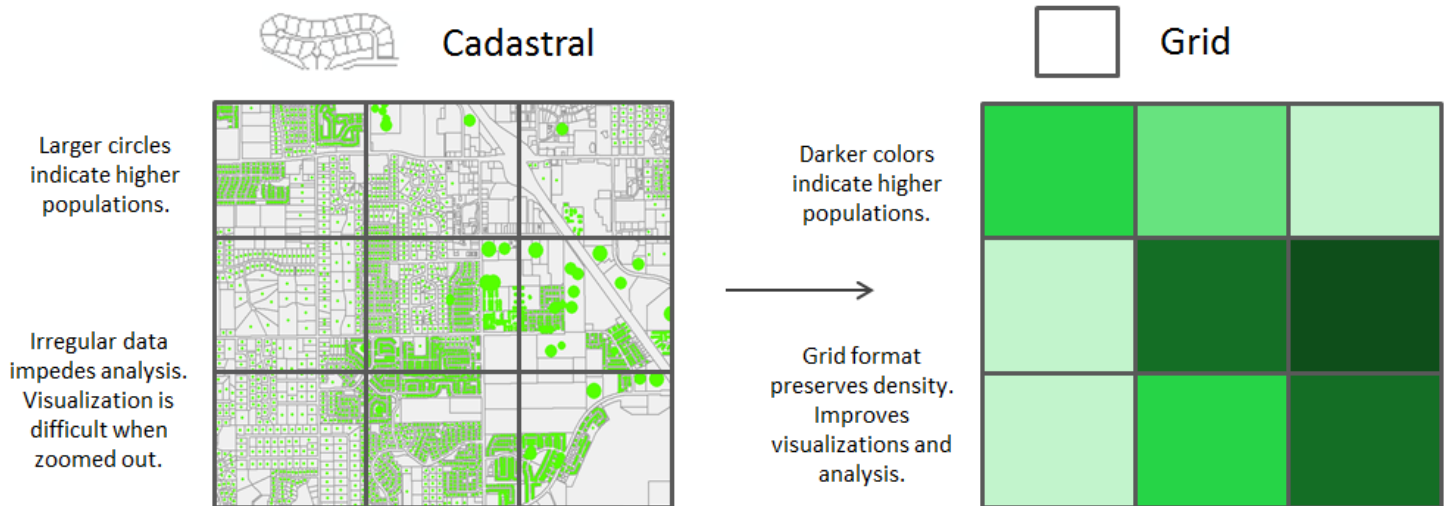 Cadastral
Larger circles
indicate higher
populations.
Irregular data
impedes analysis.
Visualization is
difficult when
zoomed out.
Grid
Darker colors
indicate higher
populations.
Grid format
preserves density.
Improves
visualizations and
analysis.